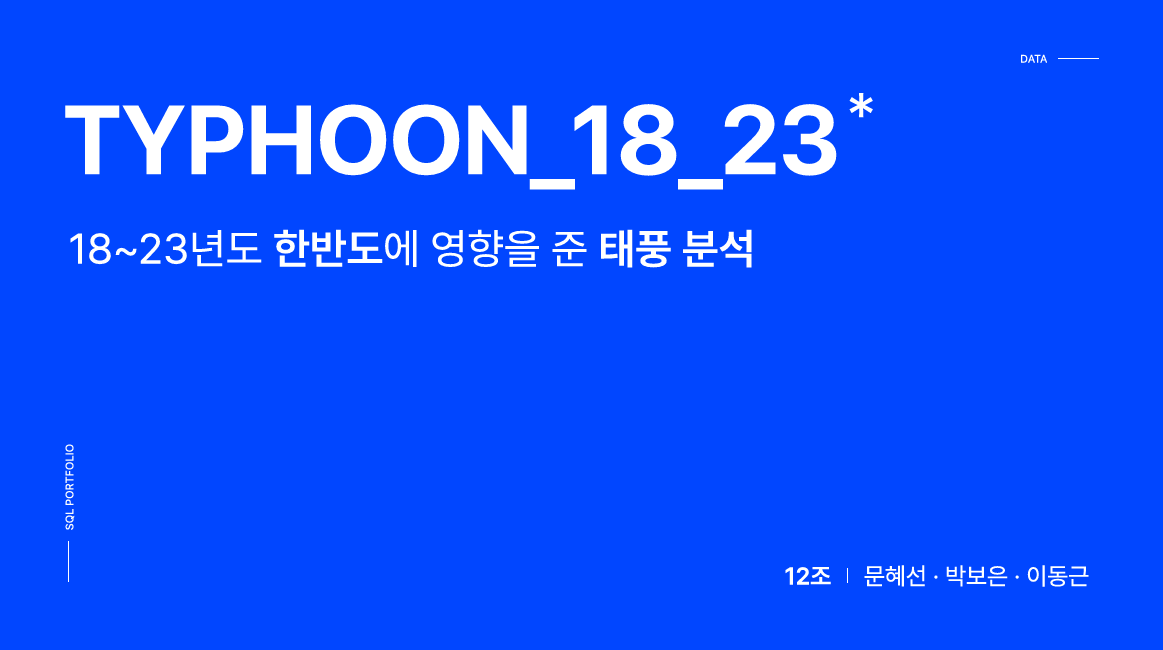 DATA
TYPHOON_18_23*
18~23년도 한반도에 영향을 준 태풍 분석
SQL PORTFOLIO
12조 | 문혜선 · 박보은 · 이동근